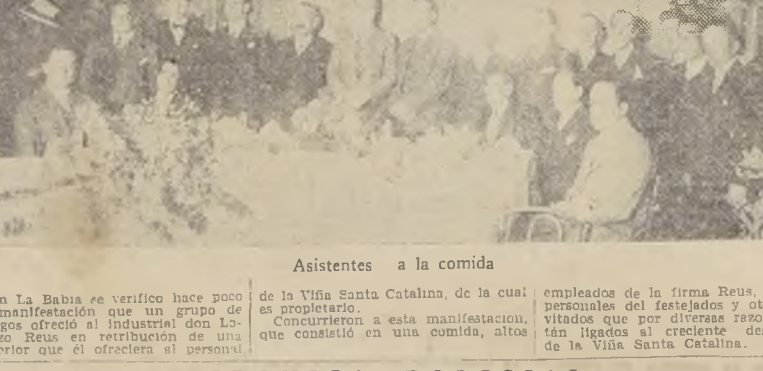 Asistentes a la comida
n La Babia se verifico hace poco
manifestación que un grupo de
gos ofreció al industrial don Lo-
zo Reus en retribución de una
erior que él ofreciera al personal
de la Viña Santa Catalina, de la cual
es propietario.
Concurrieron a esta manifestación,
que consistió en una comida, altos
empleados de la firma Reus,
personales del festejados y ot
vitados que por diversas razo
tán ligados al creciente des
de la Viña Santa Catalina.